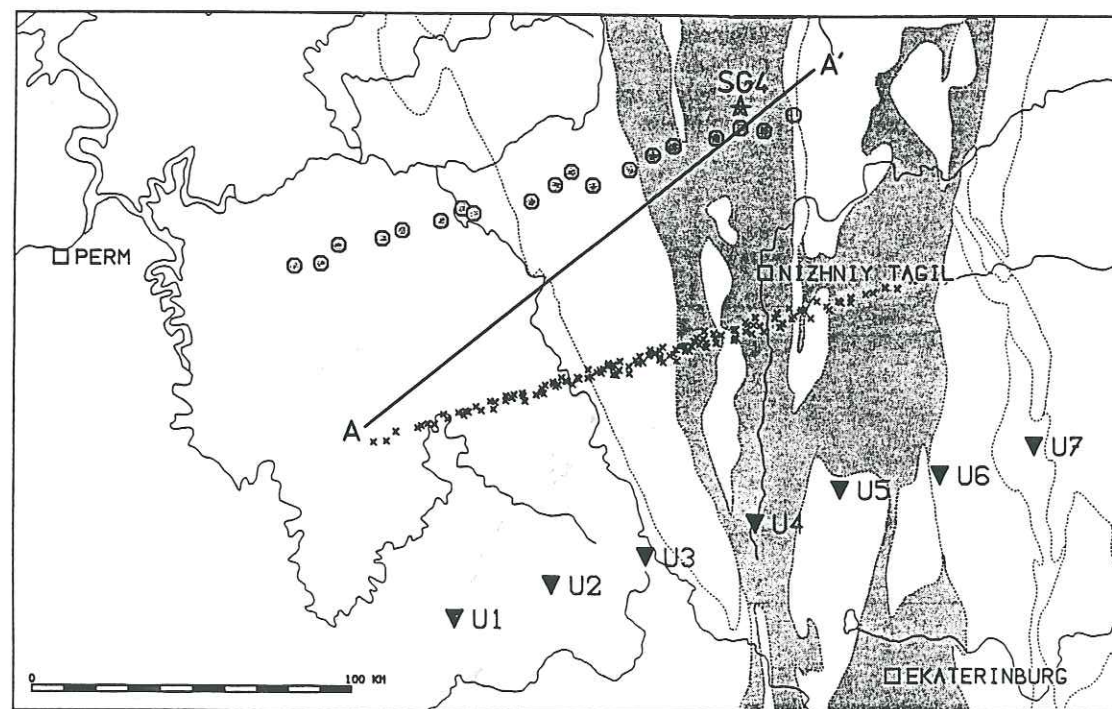 A'
SG4
PERM
NIZHNIY TAGIL
A
U7
U6
U5
U4
U3
U2
U1
EKATERINBURG
0 100 KM